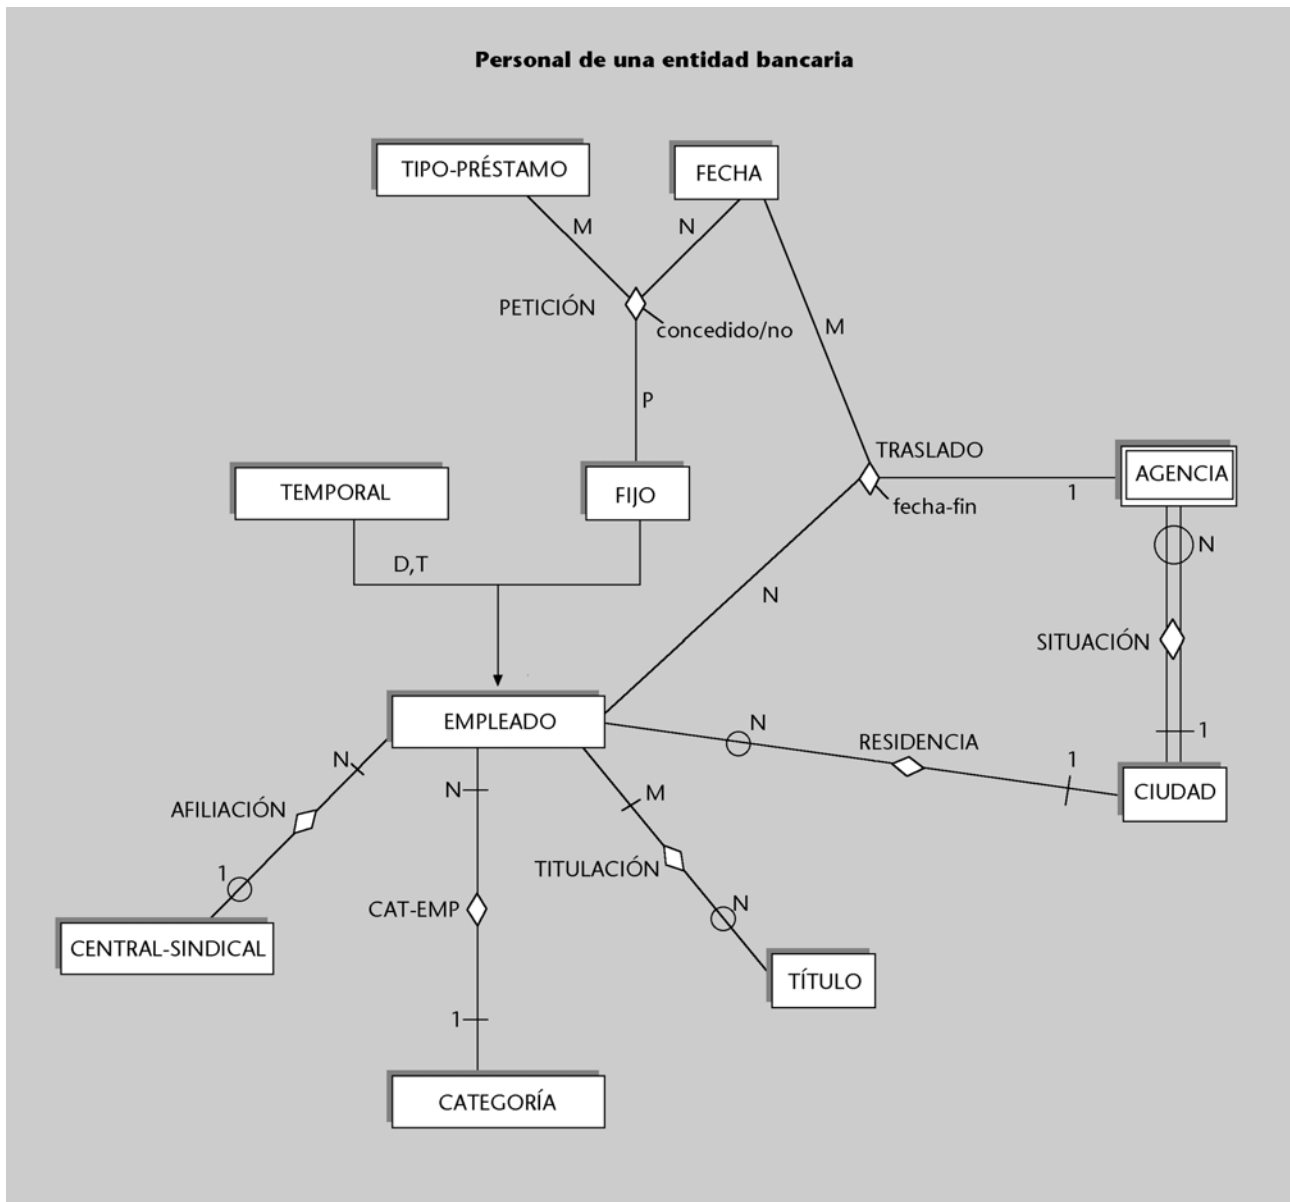 Personal de una entidad bancaria
TIPO-PRÉSTAMO
FECHA
M
N
PETICIÓN
concedido/no
M
P
TRASLADO
AGENCIA
TEMPORAL
FIJO
1
fecha-fin
N
D,T
N
SITUACIÓN
EMPLEADO
N
RESIDENCIA
1
1
CIUDAD
N
N
M
AFILIACIÓN
TITULACIÓN
1
CAT-EMP
N
CENTRAL-SINDICAL
TÍTULO
1
CATEGORÍA